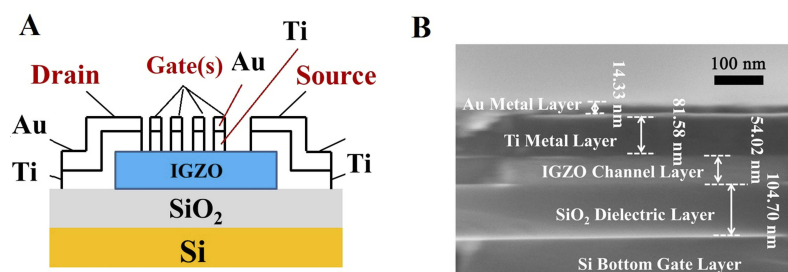 A
Ti
Gate(s)
Au
Drain
Source
Au
Ti
Ti
IGZO
SiO2
Si
B
100 nm
14.33 nm
Au Metal Layer
81.58 nm
Ti Metal Layer
54.02 nm
IGZO Channel Layer
104.70 nm
SiO2 Dielectric Layer
Si Bottom Gate Layer